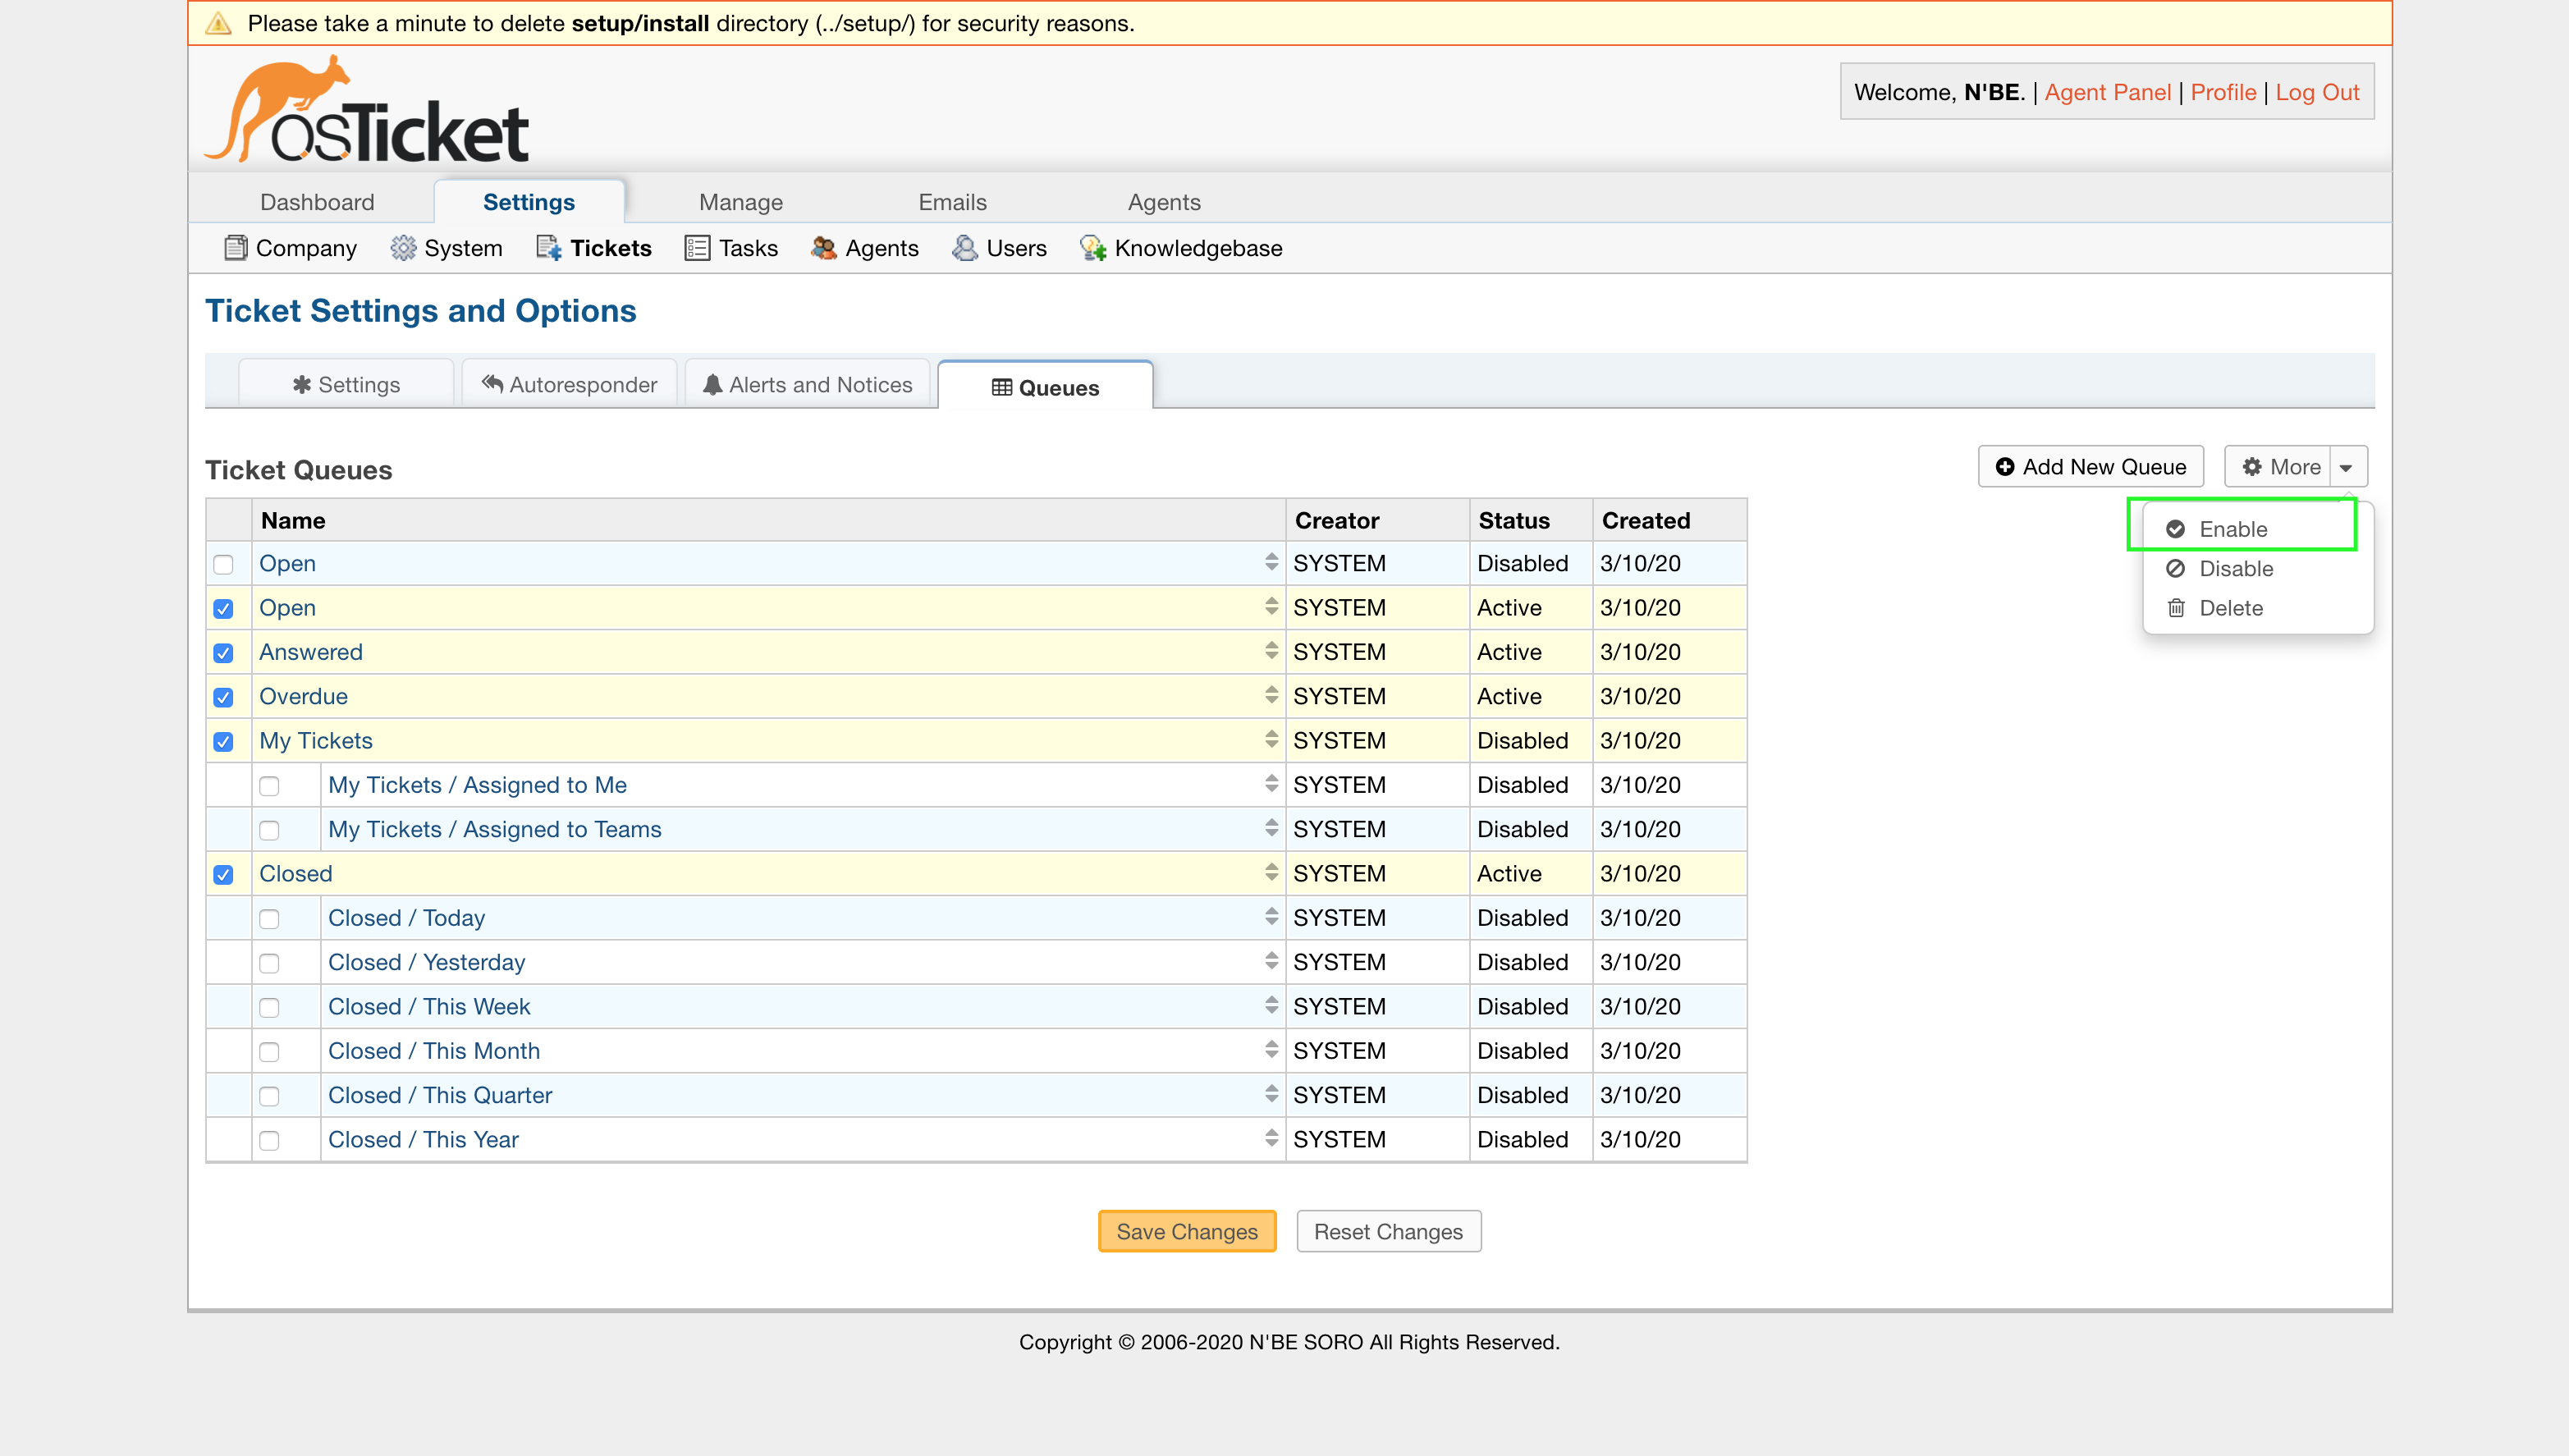 Please take a minute to delete setup/install directory (../setup/) for security reasons.
osTicket
Welcome, N'BE. | Agent Panel | Profile | Log Out
Dashboard Settings Manage Emails Agents
Company System Tickets Tasks Agents Users Knowledgebase
Ticket Settings and Options
Settings Autoresponder Alerts and Notices Queues
Ticket Queues Add New Queue More
Enable
Disable
Delete
Name Creator Status Created
Open SYSTEM Disabled 3/10/20
Open SYSTEM Active 3/10/20
Answered SYSTEM Active 3/10/20
Overdue SYSTEM Active 3/10/20
My Tickets SYSTEM Disabled 3/10/20
My Tickets / Assigned to Me SYSTEM Disabled 3/10/20
My Tickets / Assigned to Teams SYSTEM Disabled 3/10/20
Closed SYSTEM Active 3/10/20
Closed / Today SYSTEM Disabled 3/10/20
Closed / Yesterday SYSTEM Disabled 3/10/20
Closed / This Week SYSTEM Disabled 3/10/20
Closed / This Month SYSTEM Disabled 3/10/20
Closed / This Quarter SYSTEM Disabled 3/10/20
Closed / This Year SYSTEM Disabled 3/10/20
Save Changes Reset Changes
Copyright © 2006-2020 N'BE SORO All Rights Reserved.